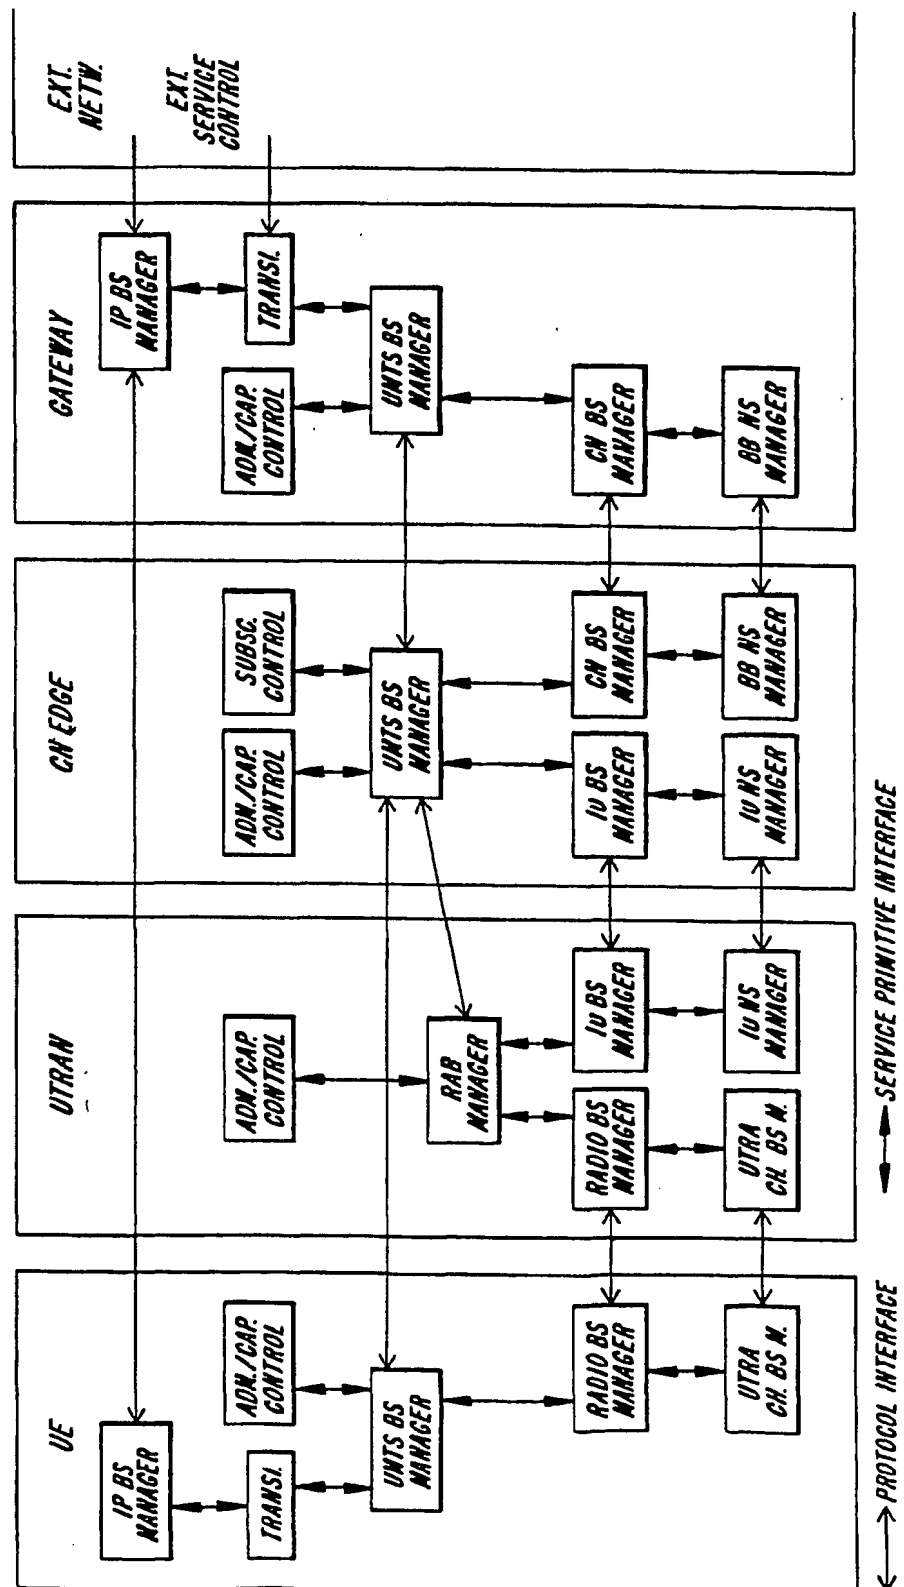 UE
IP BS
MANAGER
TRANSL.
ADM./CAP.
CONTROL
UMTS BS
MANAGER
RADIO BS
MANAGER
UTRA
CH. BS M.
UTRAN
ADM./CAP.
CONTROL
RAB
MANAGER
RADIO BS
MANAGER
IU BS
MANAGER
UTRA
CH. BS M.
IU NS
MANAGER
CN EDGE
ADM./CAP.
CONTROL
SUBSC.
CONTROL
UMTS BS
MANAGER
IU BS
MANAGER
CN BS
MANAGER
IU NS
MANAGER
BB NS
MANAGER
GATEWAY
IP BS
MANAGER
ADM./CAP.
CONTROL
TRANSL.
UMTS BS
MANAGER
CN BS
MANAGER
BB NS
MANAGER
EXT.
NETW.
EXT.
SERVICE
CONTROL
PROTOCOL INTERFACE
SERVICE PRIMITIVE INTERFACE